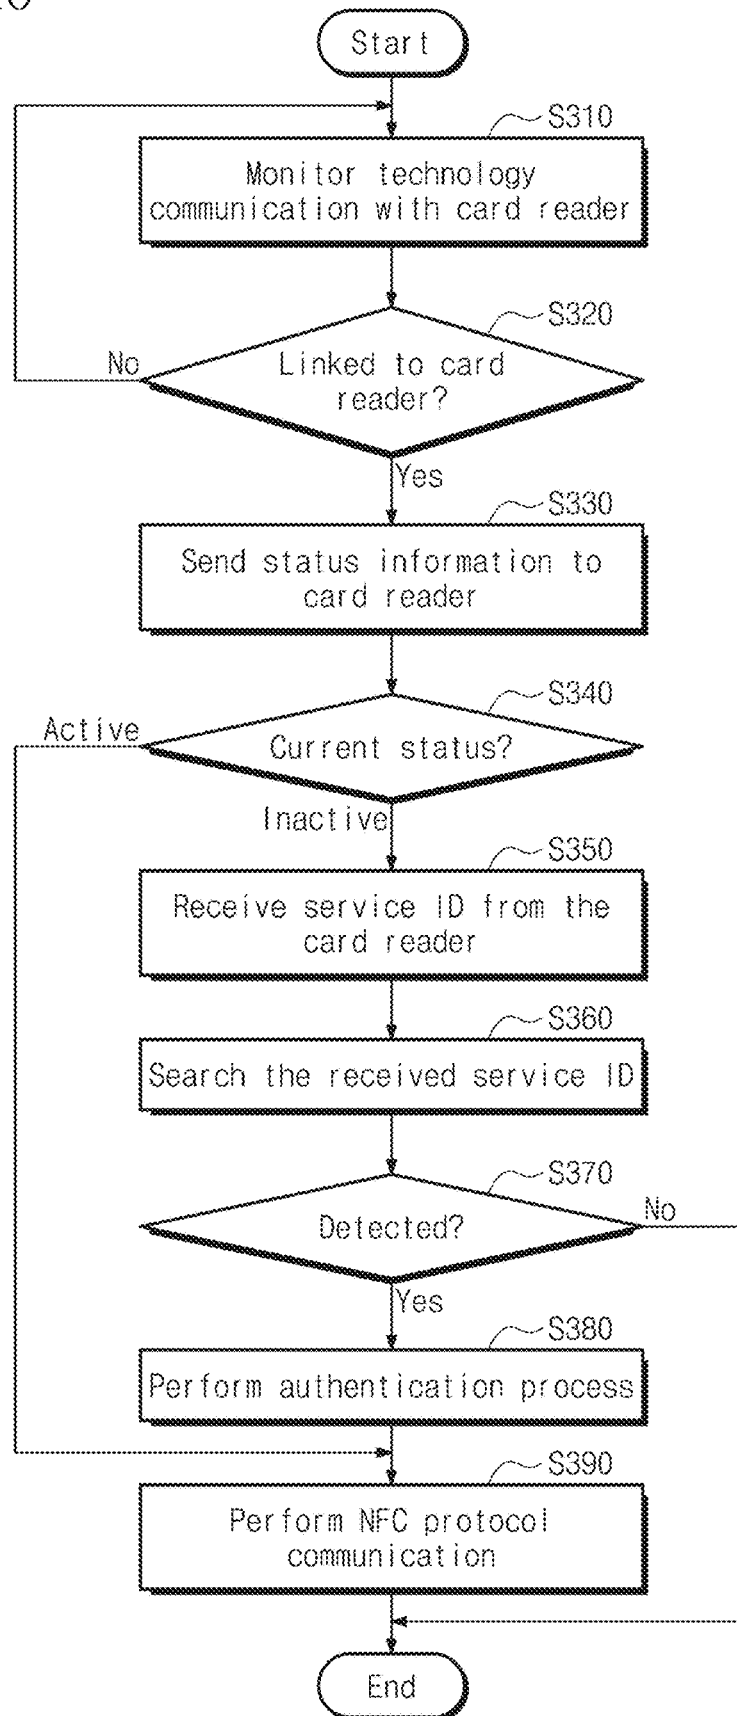 Start
S310
Monitor technology
communication with card reader
S320
No
Linked to card
reader?
Yes
S330
Send status information to
card reader
S340
Active
Current status?
Inactive
S350
Receive service ID from the
card reader
S360
Search the received service ID
S370
No
Detected?
Yes
S380
Perform authentication process
S390
Perform NFC protocol
communication
End